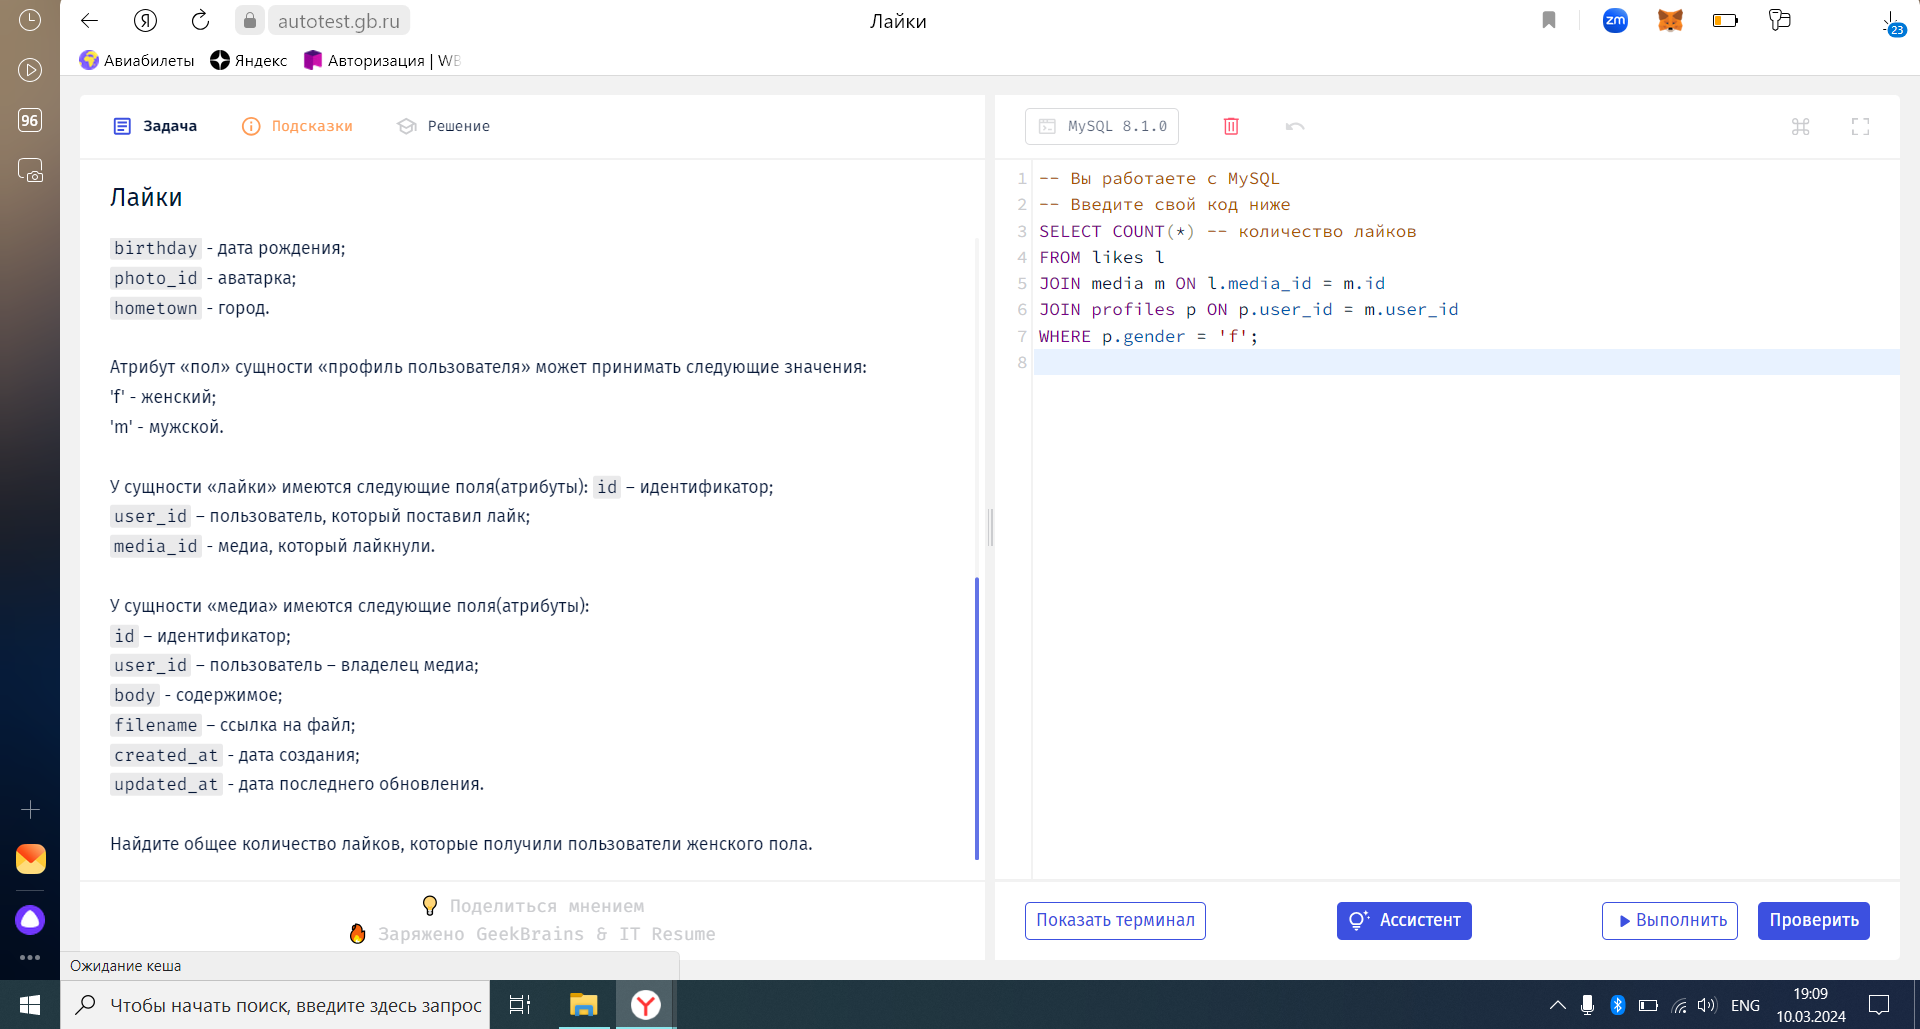 autotest.gb.ru
Лайки
zm
23
Авиабилеты
Яндекс
Авторизация | WB
96
Задача
Подсказки
Решение
Лайки
birthday - дата рождения;
photo_id - аватарка;
hometown - город.
Атрибут «пол» сущности «профиль пользователя» может принимать следующие значения:
'f' - женский;
'm' - мужской.
У сущности «лайки» имеются следующие поля(атрибуты): id – идентификатор;
user_id – пользователь, который поставил лайк;
media_id - медиа, который лайкнули.
У сущности «медиа» имеются следующие поля(атрибуты):
id – идентификатор;
user_id – пользователь – владелец медиа;
body - содержимое;
filename – ссылка на файл;
created_at - дата создания;
updated_at - дата последнего обновления.
Найдите общее количество лайков, которые получили пользователи женского пола.
Поделиться мнением
Заряжено GeekBrains & IT Resume
MySQL 8.1.0
1 -- Вы работаете с MySQL
2 -- Введите свой код ниже
3 SELECT COUNT(*) -- количество лайков
4 FROM likes l
5 JOIN media m ON l.media_id = m.id
6 JOIN profiles p ON p.user_id = m.user_id
7 WHERE p.gender = 'f';
8
Показать терминал
Ассистент
Выполнить
Проверить
Ожидание кеша
Чтобы начать поиск, введите здесь запрос
ENG
19:09
10.03.2024